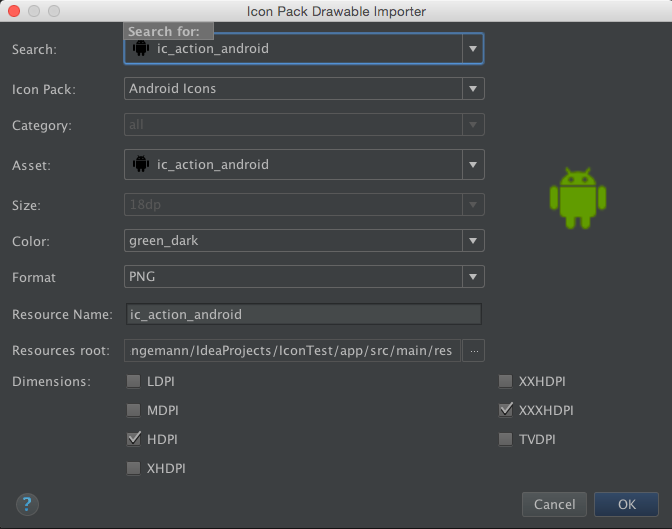 Icon Pack Drawable Importer
Search for:
Search: ic_action_android
Icon Pack: Android Icons
Category: all
Asset: ic_action_android
Size: 18dp
Color: green_dark
Format PNG
Resource Name: ic_action_android
Resources root: ngemann/IdeaProjects/IconTest/app/src/main/res ...
Dimensions: LDPI XXHDPI
MDPI XXXHDPI
HDPI TVDPI
XHDPI
? Cancel OK